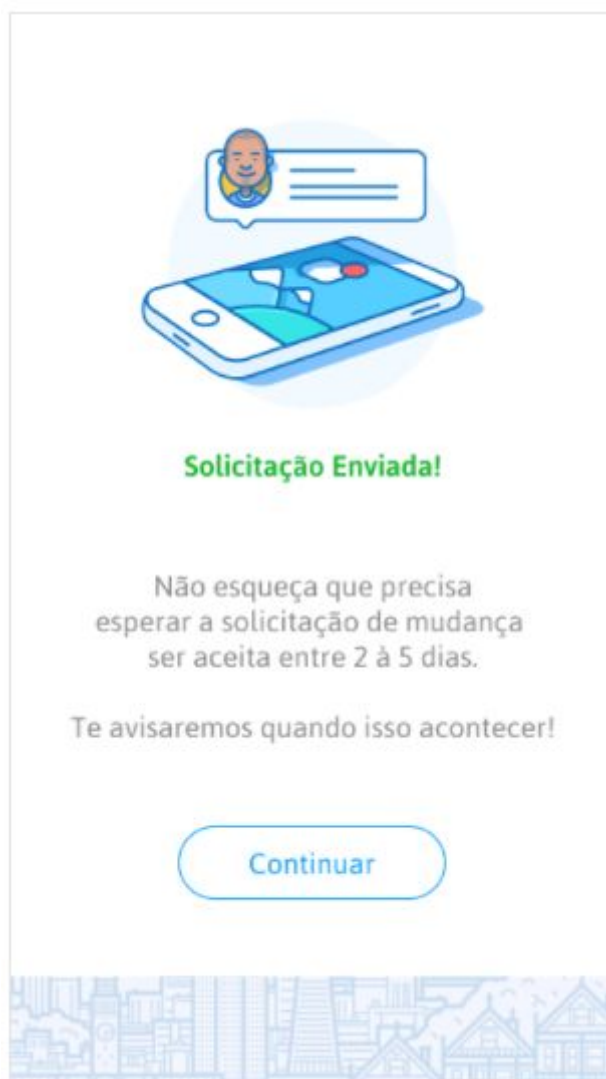 Solicitação Enviada!
Não esqueça que precisa
esperar a solicitação de mudança
ser aceita entre 2 à 5 dias.
Te avisaremos quando isso acontecer!
Continuar